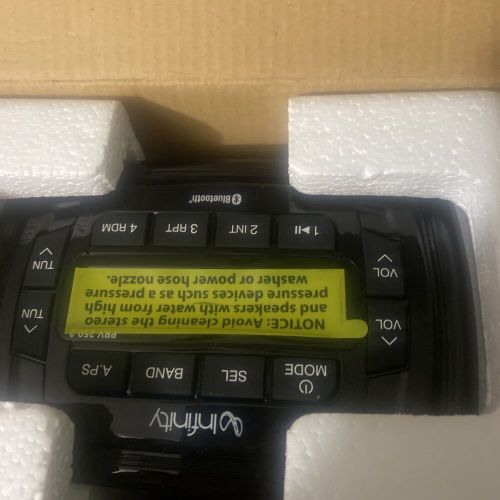 Infinity
MODE SEL BAND A.PS
PRV
VOL TUN
NOTICE: Avoid cleaning the stereo
and speakers with water from high
pressure devices such as a pressure
washer or power hose nozzle.
VOL TUN
1 ▶II 2 INT 3 RPT 4 RDM
Bluetooth®